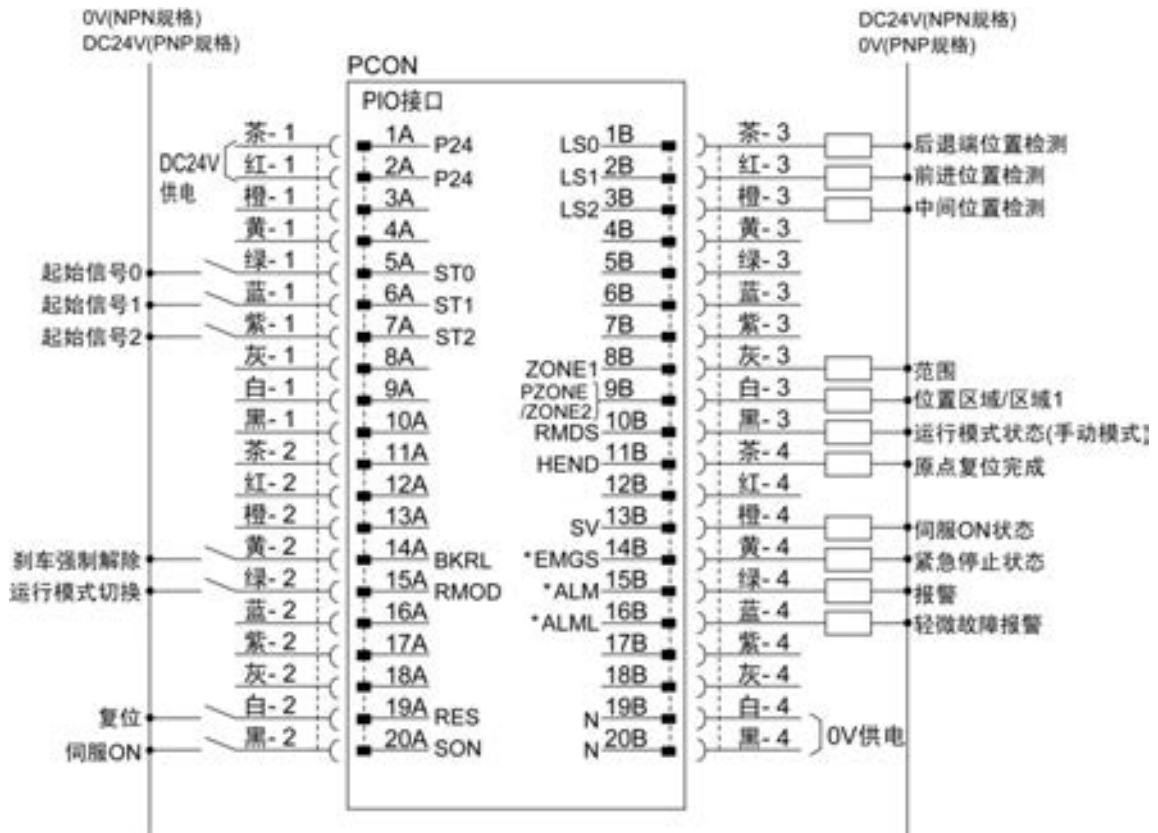 0V(NPN规格)
DC24V(PNP规格)
DC24V(NPN规格)
0V(PNP规格)
PCON
PIO接口
茶- 1 1A P24 LS0 1B 茶- 3 后退端位置检测
DC24V
供电
红- 1 2A P24 LS1 2B 红- 3 前进位置检测
橙- 1 3A LS2 3B 橙- 3 中间位置检测
黄- 1 4A 4B 黄- 3
起始信号0 绿- 1 5A ST0 5B 绿- 3
起始信号1 蓝- 1 6A ST1 6B 蓝- 3
起始信号2 紫- 1 7A ST2 7B 紫- 3
灰- 1 8A ZONE1 8B 灰- 3 范围
白- 1 9A PZONE 9B 白- 3 位置区域/区域1
/ZONE2
黑- 1 10A RMDS 10B 黑- 3 运行模式状态(手动模式)
茶- 2 11A HEND 11B 茶- 4 原点复位完成
红- 2 12A 12B 红- 4
橙- 2 13A SV 13B 橙- 4 伺服ON状态
刹车强制解除 黄- 2 14A BKRL *EMGS 14B 黄- 4 紧急停止状态
运行模式切换 绿- 2 15A RMOD *ALM 15B 绿- 4 报警
蓝- 2 16A *ALML 16B 蓝- 4 轻微故障报警
紫- 2 17A 17B 紫- 4
灰- 2 18A 18B 灰- 4
复位 白- 2 19A RES N 19B 白- 4
伺服ON 黑- 2 20A SON N 20B 黑- 4
0V供电